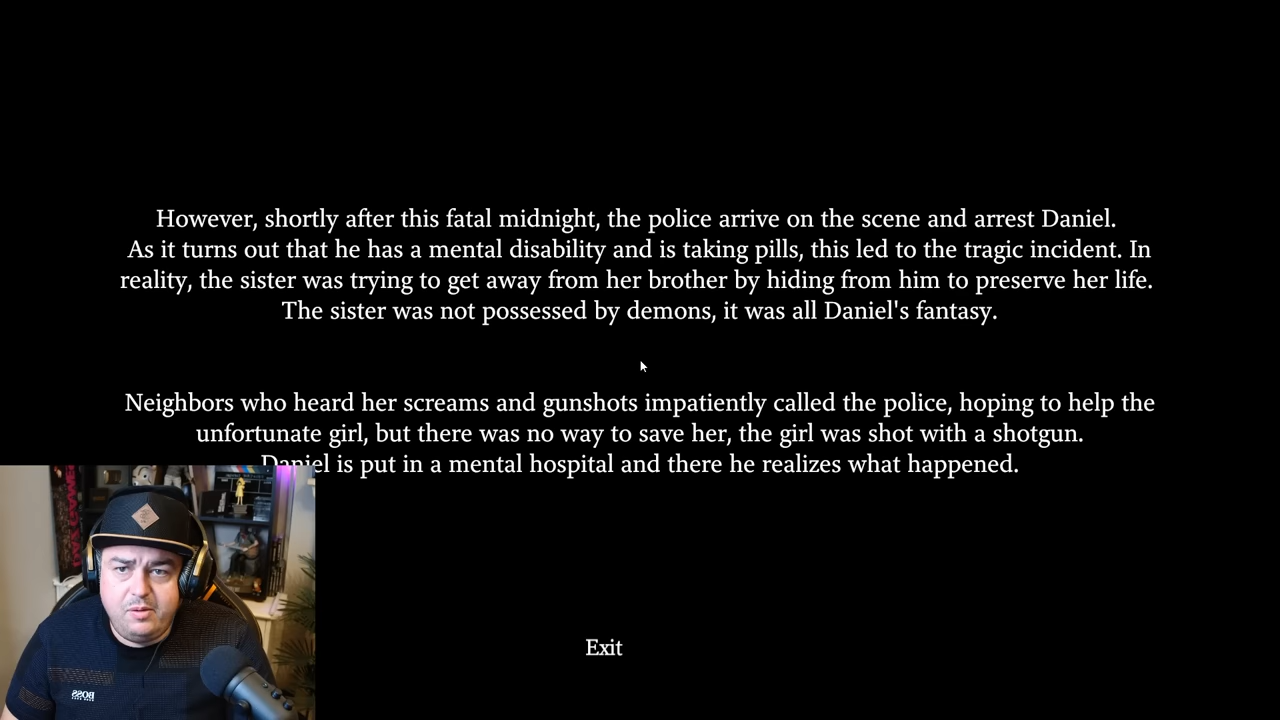 However, shortly after this fatal midnight, the police arrive on the scene and arrest Daniel.
As it turns out that he has a mental disability and is taking pills, this led to the tragic incident. In
reality, the sister was trying to get away from her brother by hiding from him to preserve her life.
The sister was not possessed by demons, it was all Daniel's fantasy.
Neighbors who heard her screams and gunshots impatiently called the police, hoping to help the
unfortunate girl, but there was no way to save her, the girl was shot with a shotgun.
Daniel is put in a mental hospital and there he realizes what happened.
Exit
BOSS